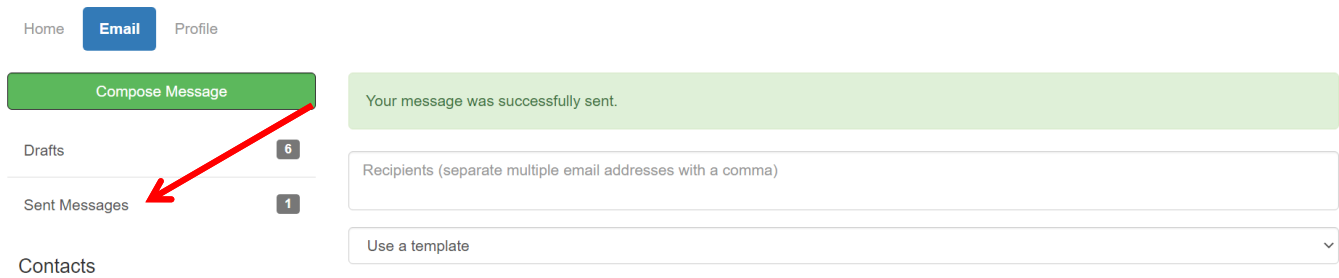 Home Email Profile
Compose Message
Your message was successfully sent.
Drafts 6
Recipients (separate multiple email addresses with a comma)
Sent Messages 1
Use a template
Contacts